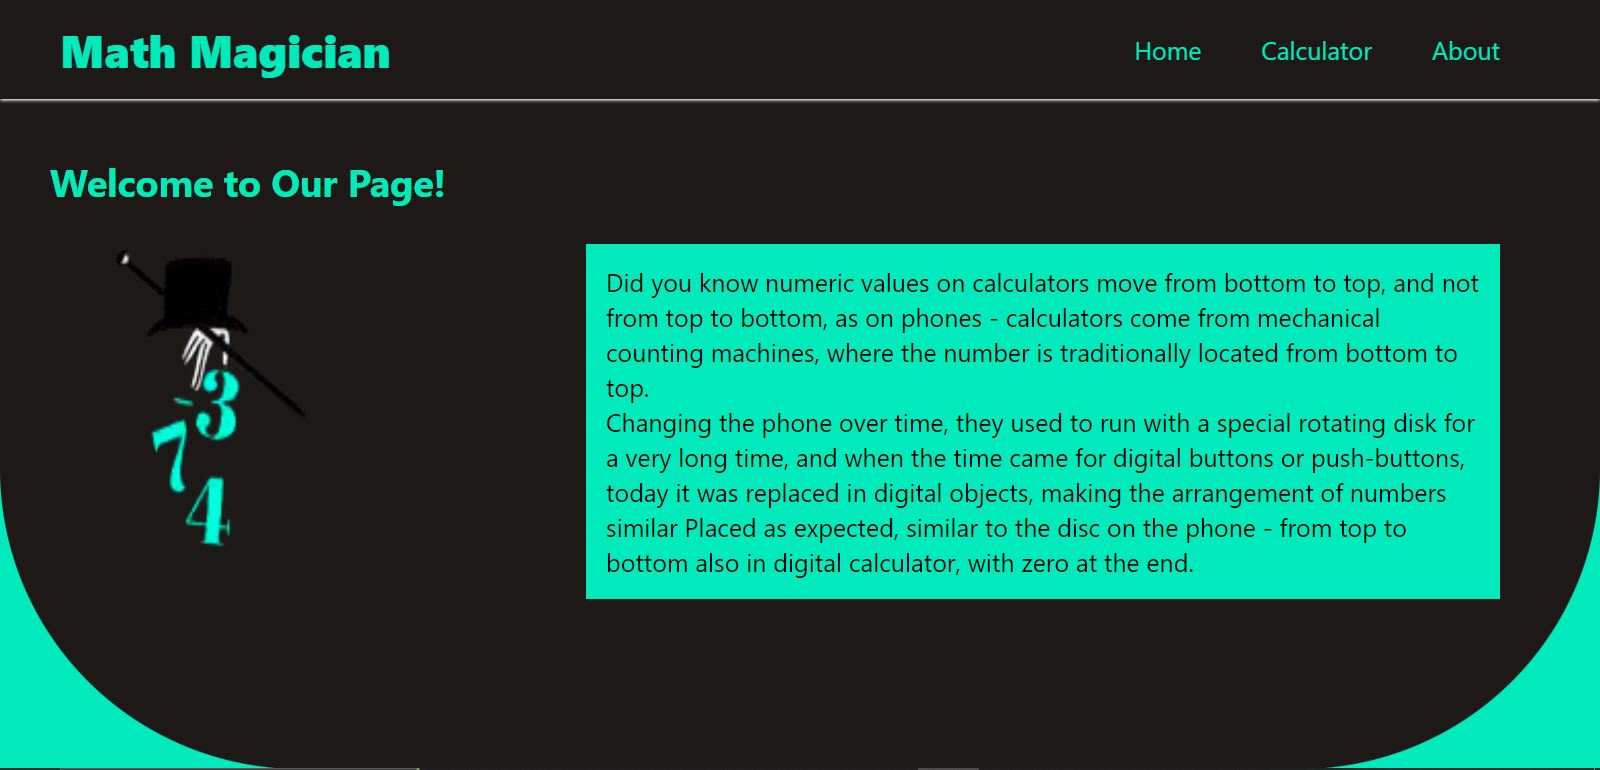 Math Magician
Home Calculator About
Welcome to Our Page!
3
7
4
Did you know numeric values on calculators move from bottom to top, and not
from top to bottom, as on phones - calculators come from mechanical
counting machines, where the number is traditionally located from bottom to
top.
Changing the phone over time, they used to run with a special rotating disk for
a very long time, and when the time came for digital buttons or push-buttons,
today it was replaced in digital objects, making the arrangement of numbers
similar Placed as expected, similar to the disc on the phone - from top to
bottom also in digital calculator, with zero at the end.